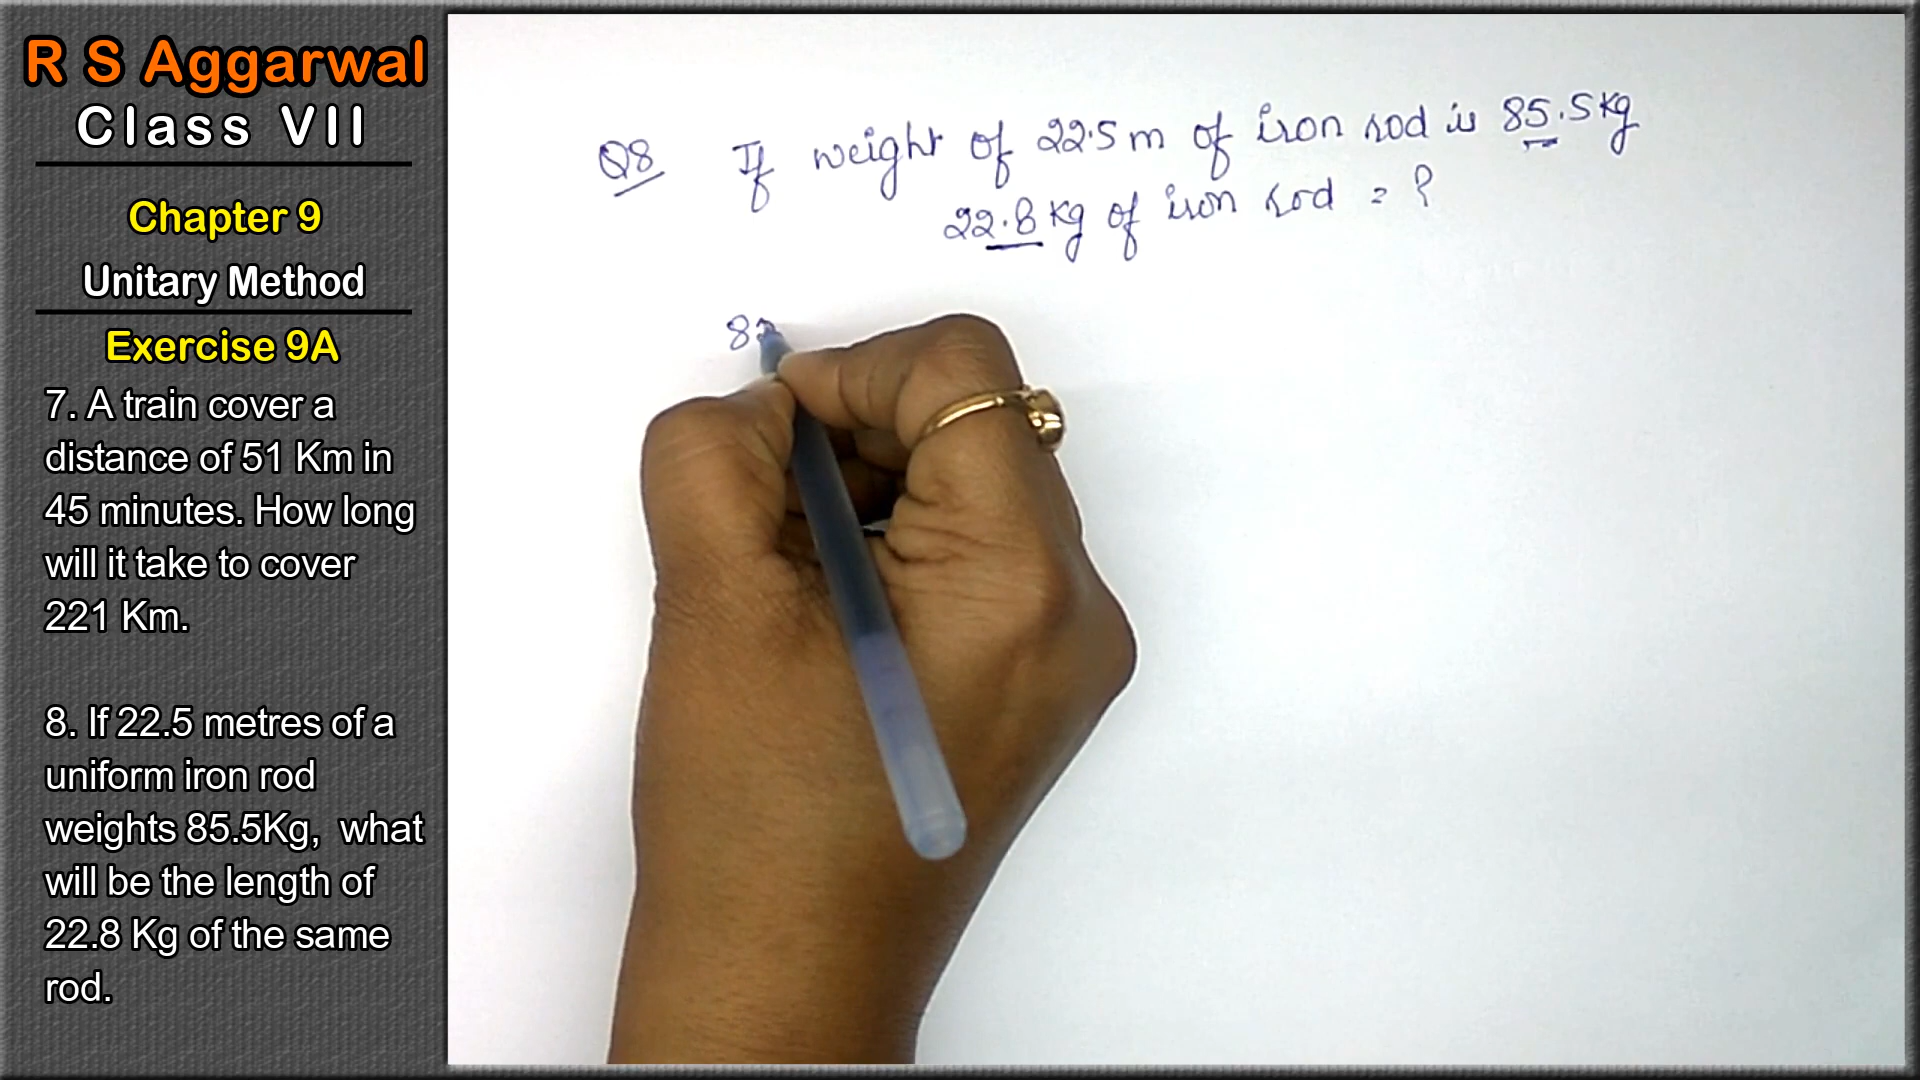 R S Aggarwal
Class VII
Chapter 9
Unitary Method
Exercise 9A
7. A train cover a
distance of 51 Km in
45 minutes. How long
will it take to cover
221 Km.
8. If 22.5 metres of a
uniform iron rod
weights 85.5Kg, what
will be the length of
22.8 Kg of the same
rod.
Q8 If weight of 22.5 m of iron rod is 85.5 kg
22.8 kg of iron rod = ?
8